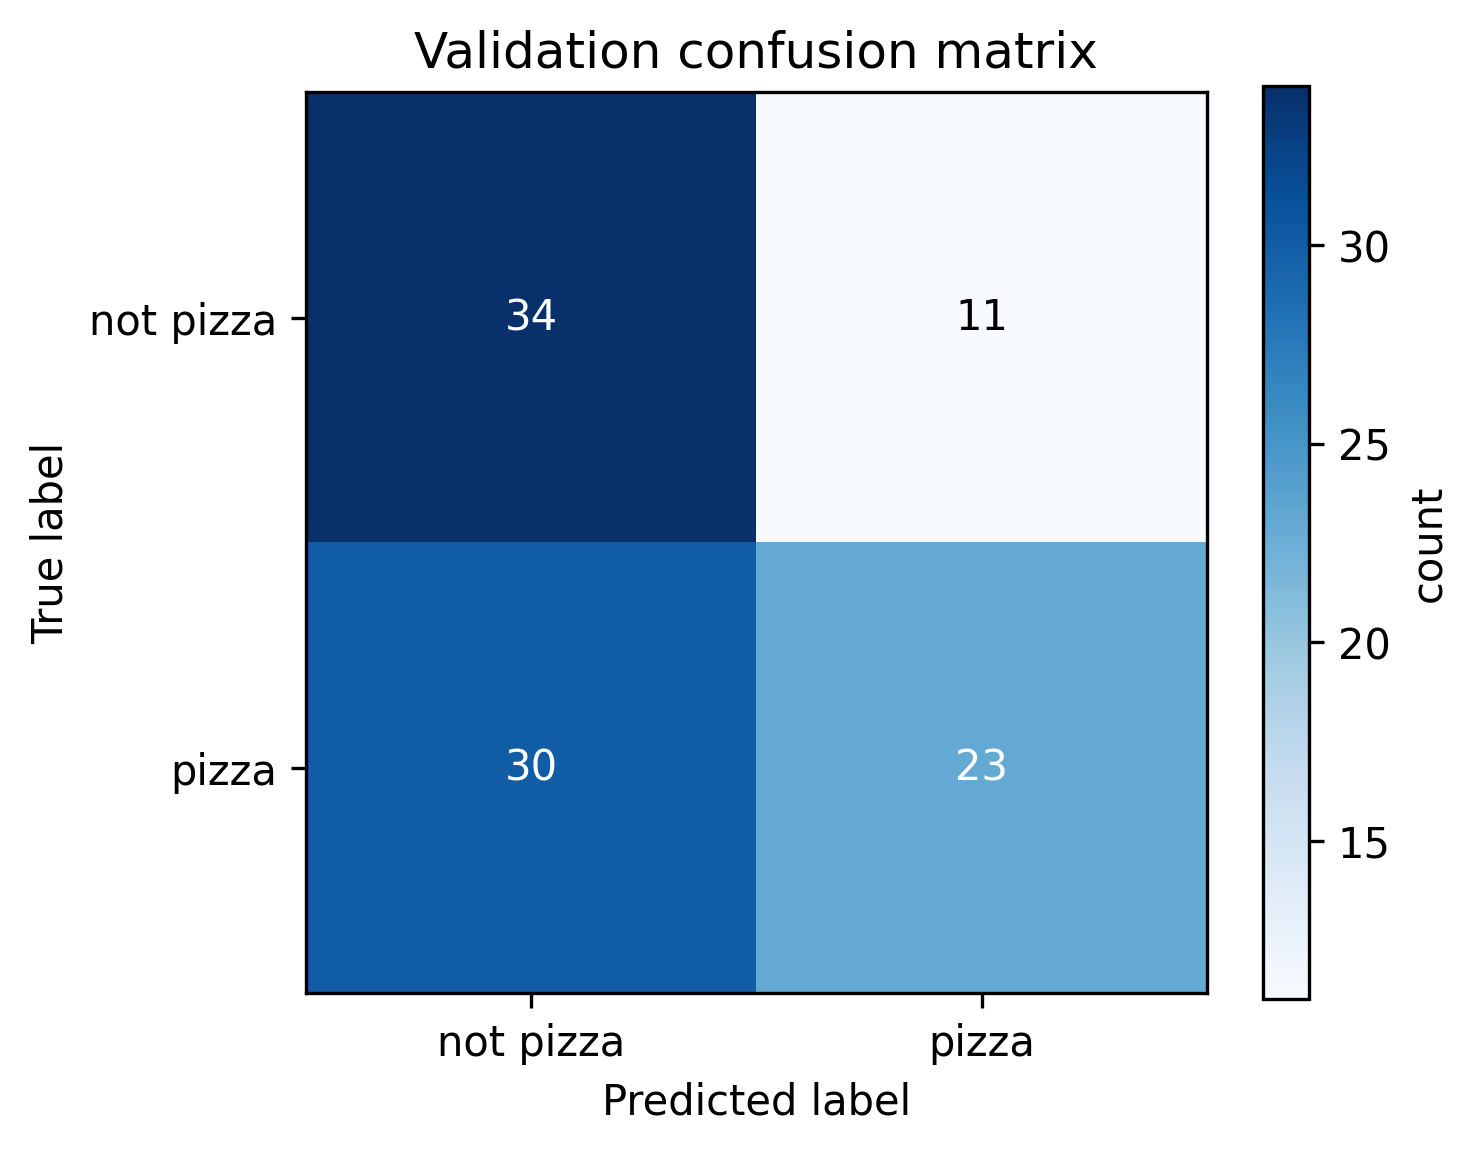 Validation confusion matrix
True label
not pizza
pizza
34
11
30
23
not pizza
pizza
Predicted label
30
25
20
15
count